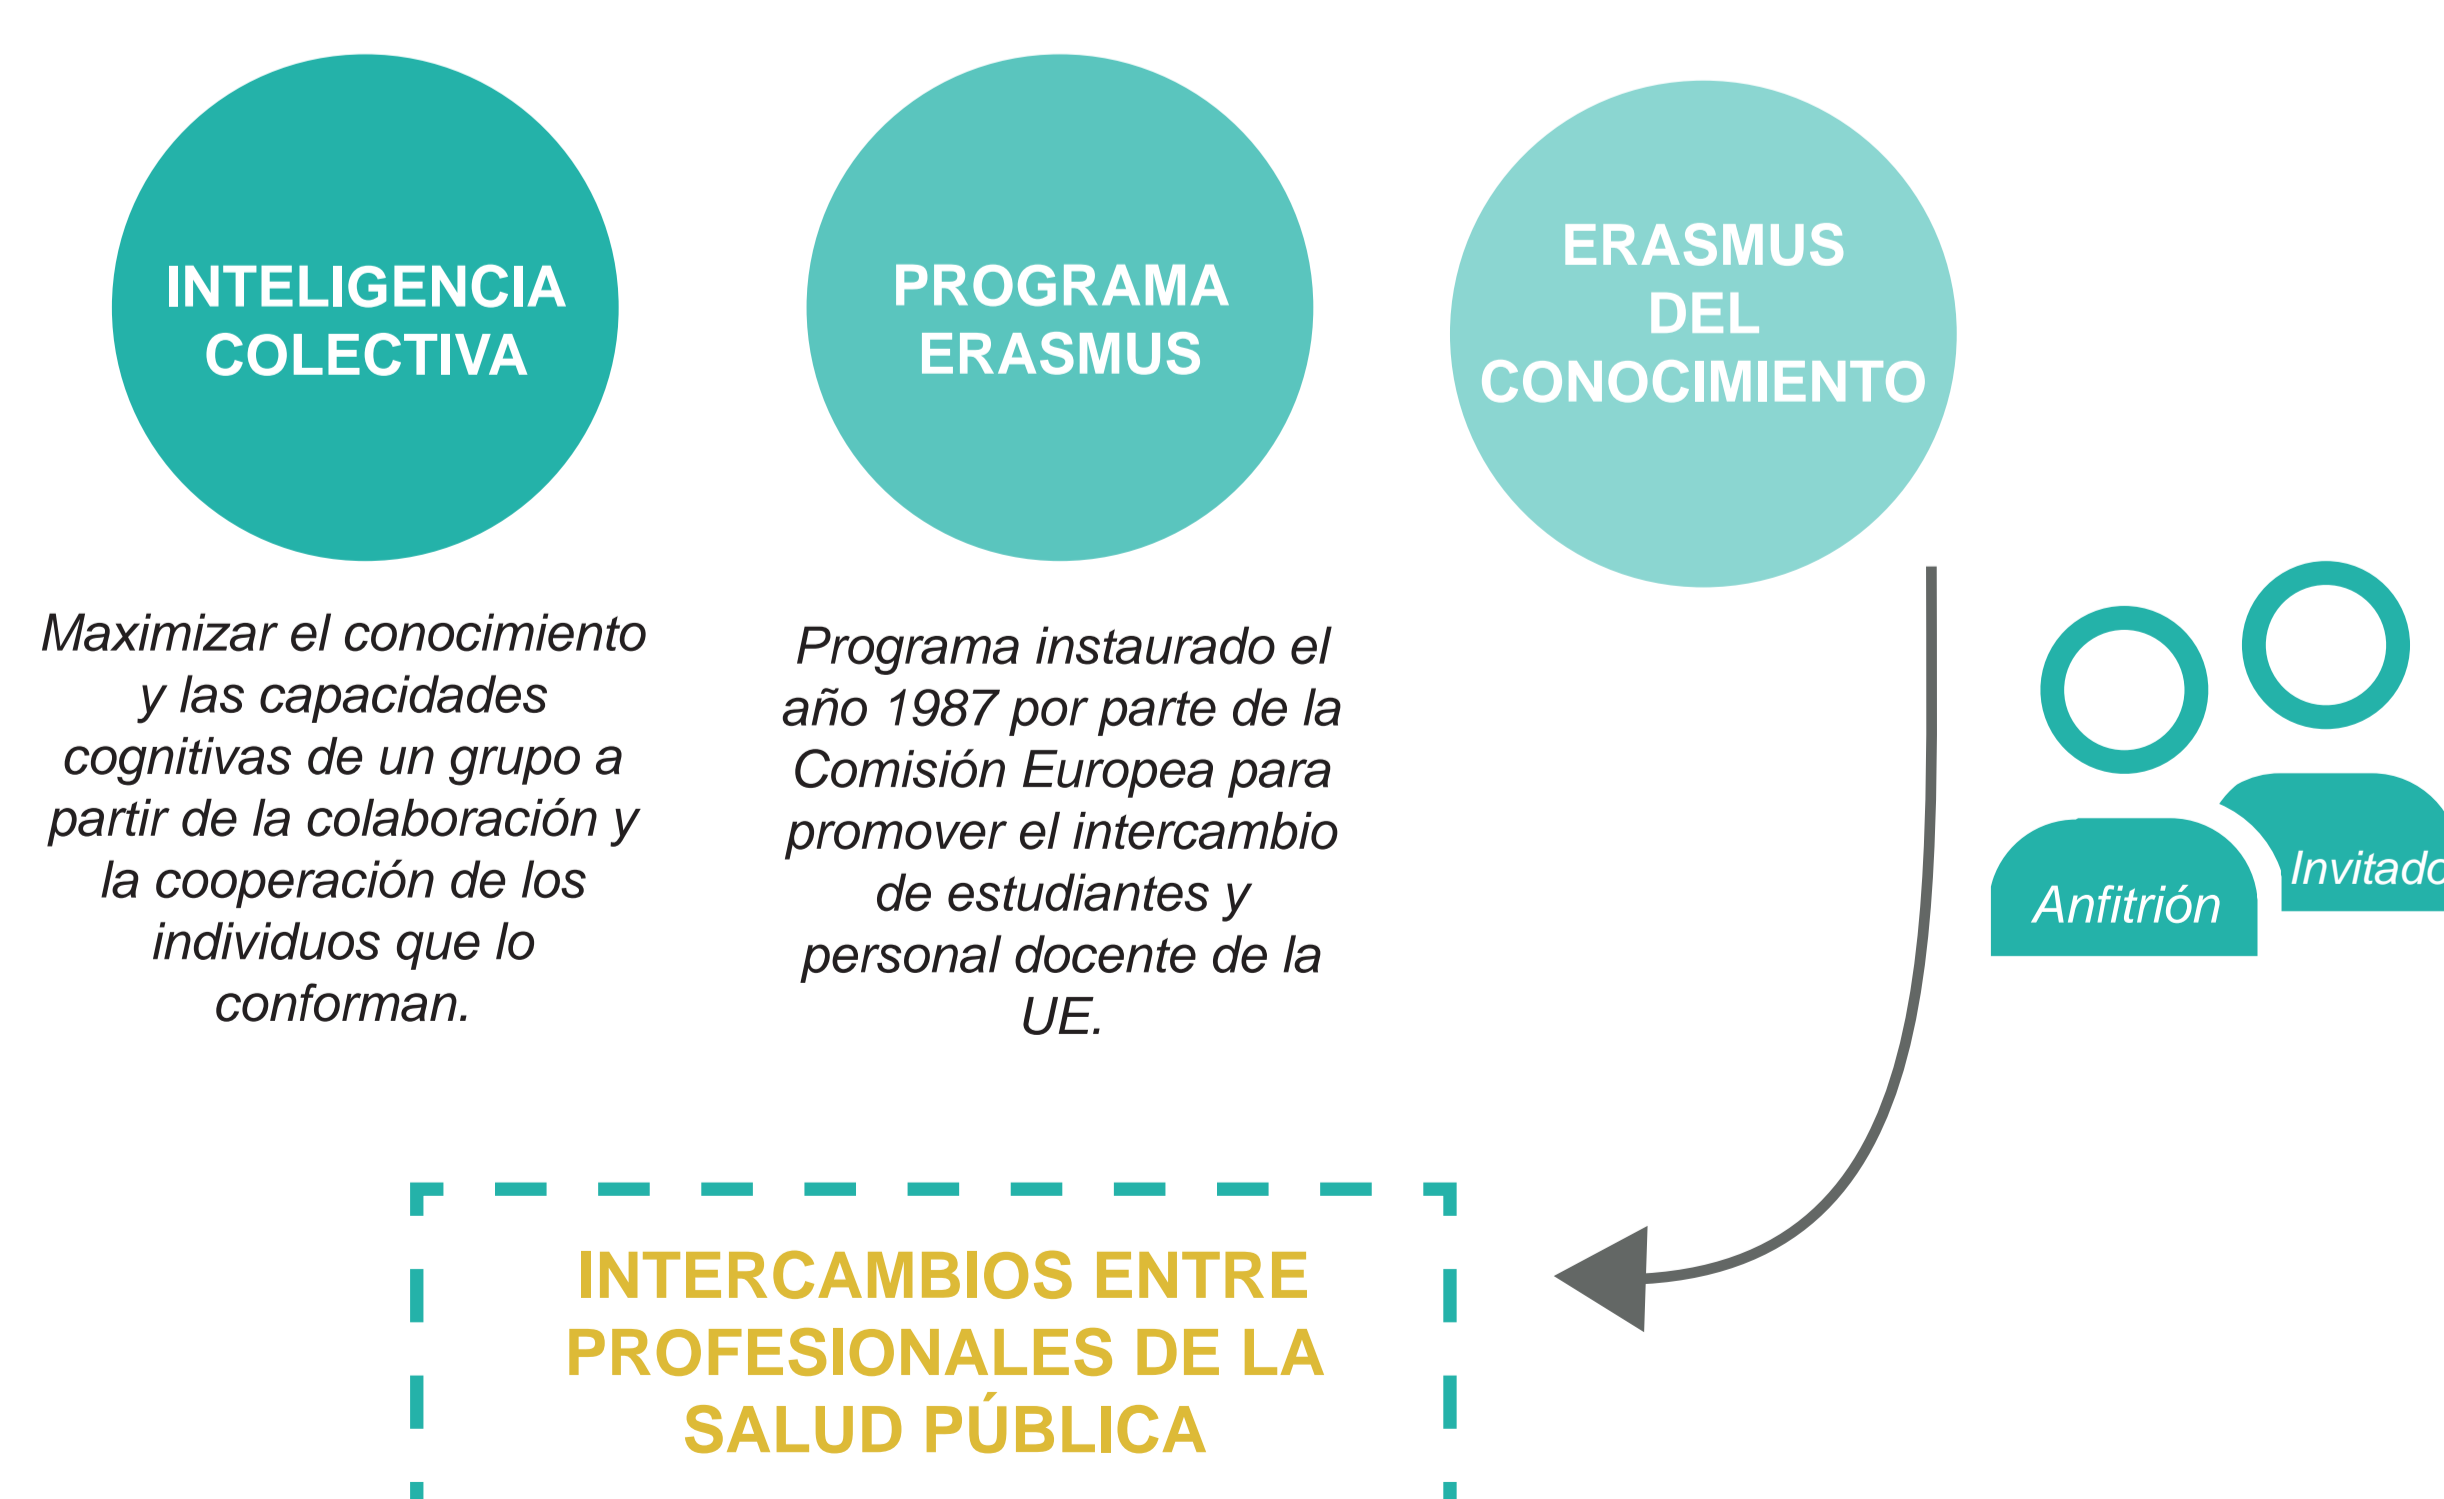 INTELIGENCIA
COLECTIVA
Maximizar el conocimiento
y las capacidades
cognitivas de un grupo a
partir de la colaboración y
la cooperación de los
individuos que lo
conforman.
PROGRAMA
ERASMUS
Programa instaurado el
año 1987 por parte de la
Comisión Europea para
promover el intercambio
de estudiantes y
personal docente de la
UE.
ERASMUS
DEL
CONOCIMIENTO
Anfitrión
Invitado
INTERCAMBIOS ENTRE
PROFESIONALES DE LA
SALUD PÚBLICA